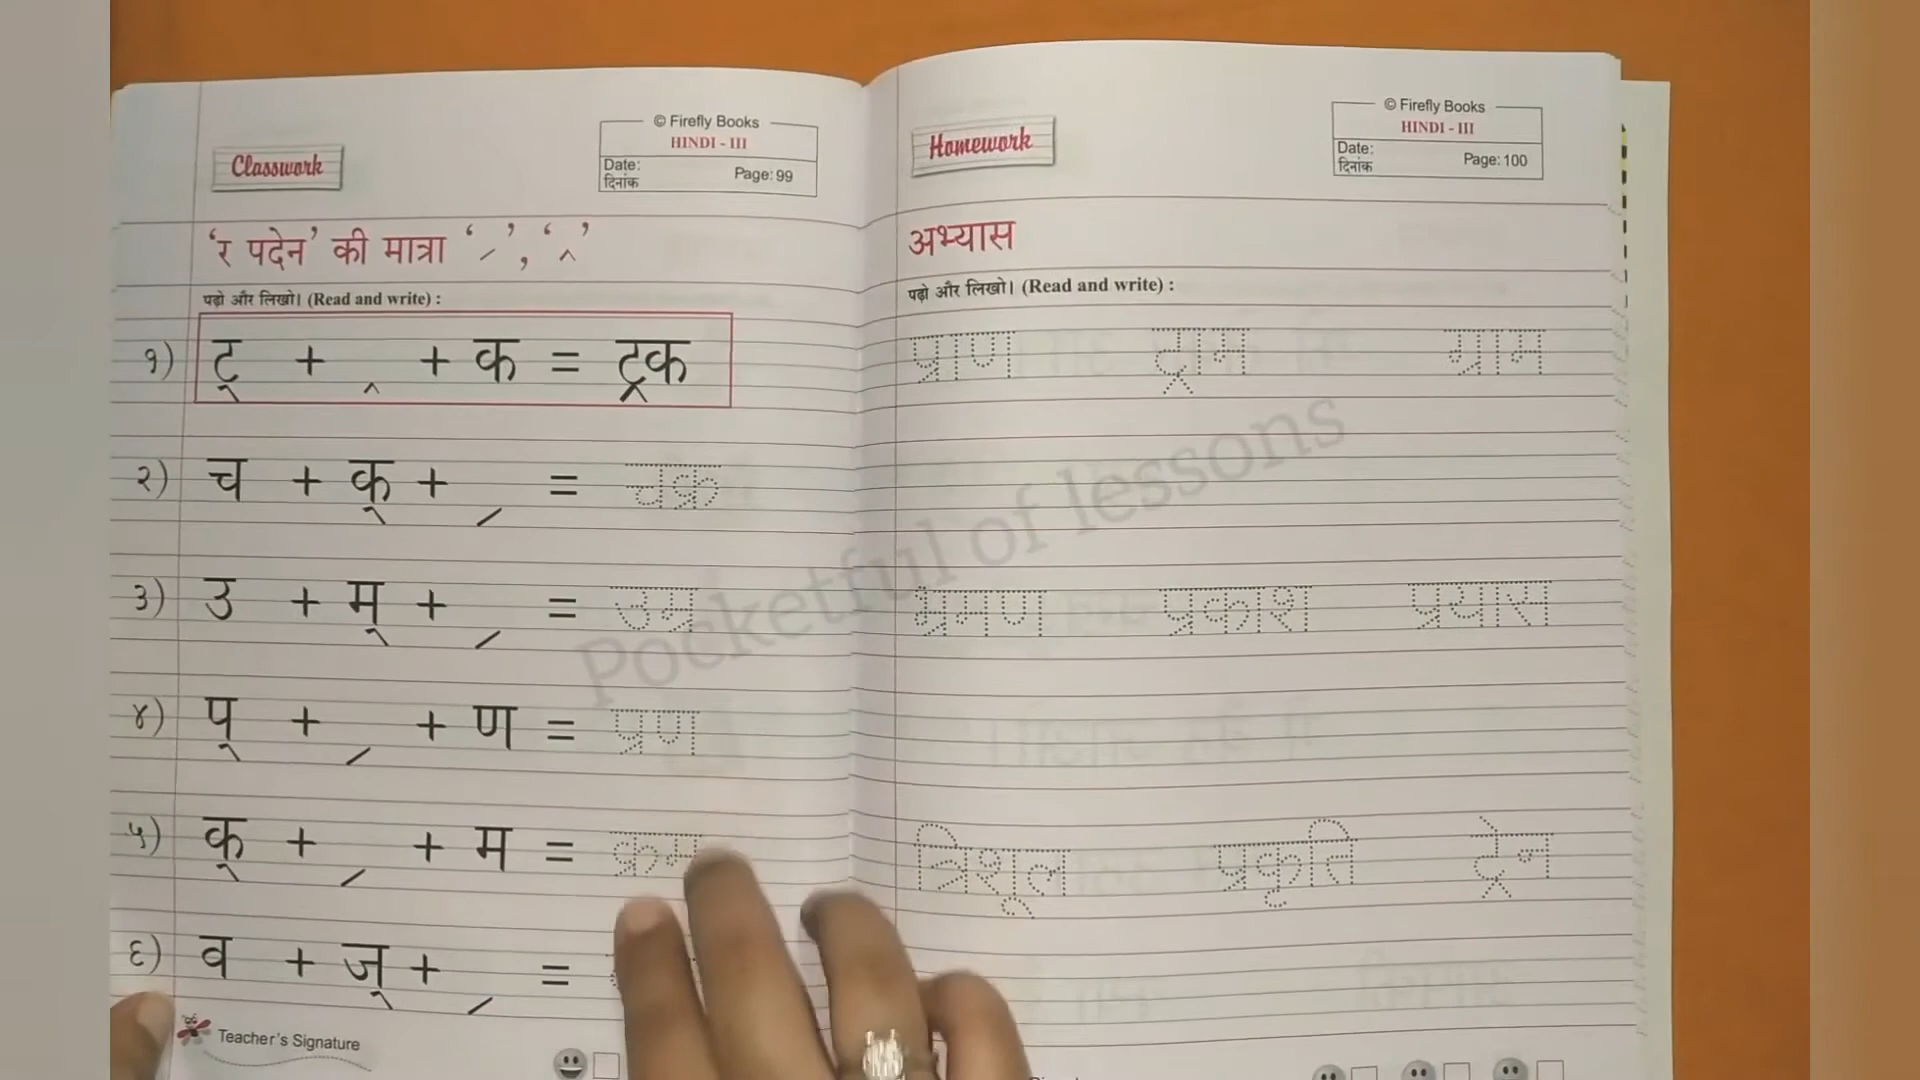 Classwork
© Firefly Books
HINDI - III
Date:
दिनांक
Page: 99
‘र पदेन’ की मात्रा ‘ ्र ’, ‘ ‸ ’
पढ़ो और लिखो। (Read and write) :
१) ट् + ‸ + क = ट्रक
२) च + क् + ্র = चक्र
३) उ + म् + ্র = उम्र
४) प् + ্র + ण = प्रण
५) क् + ্র + म = क्रम
६) व + ज् + ্র =
Teacher's Signature
Homework
© Firefly Books
HINDI - III
Date:
दिनांक
Page: 100
अभ्यास
पढ़ो और लिखो। (Read and write) :
प्राण ट्राम ग्राम
भ्रमण प्रकाश प्रयास
त्रिशूल प्रकृति ट्रेन
Pocketful of lessons